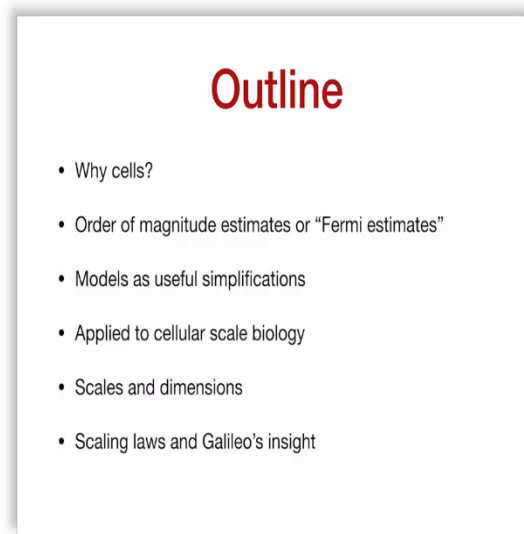 Outline
• Why cells?
• Order of magnitude estimates or “Fermi estimates”
• Models as useful simplifications
• Applied to cellular scale biology
• Scales and dimensions
• Scaling laws and Galileo’s insight